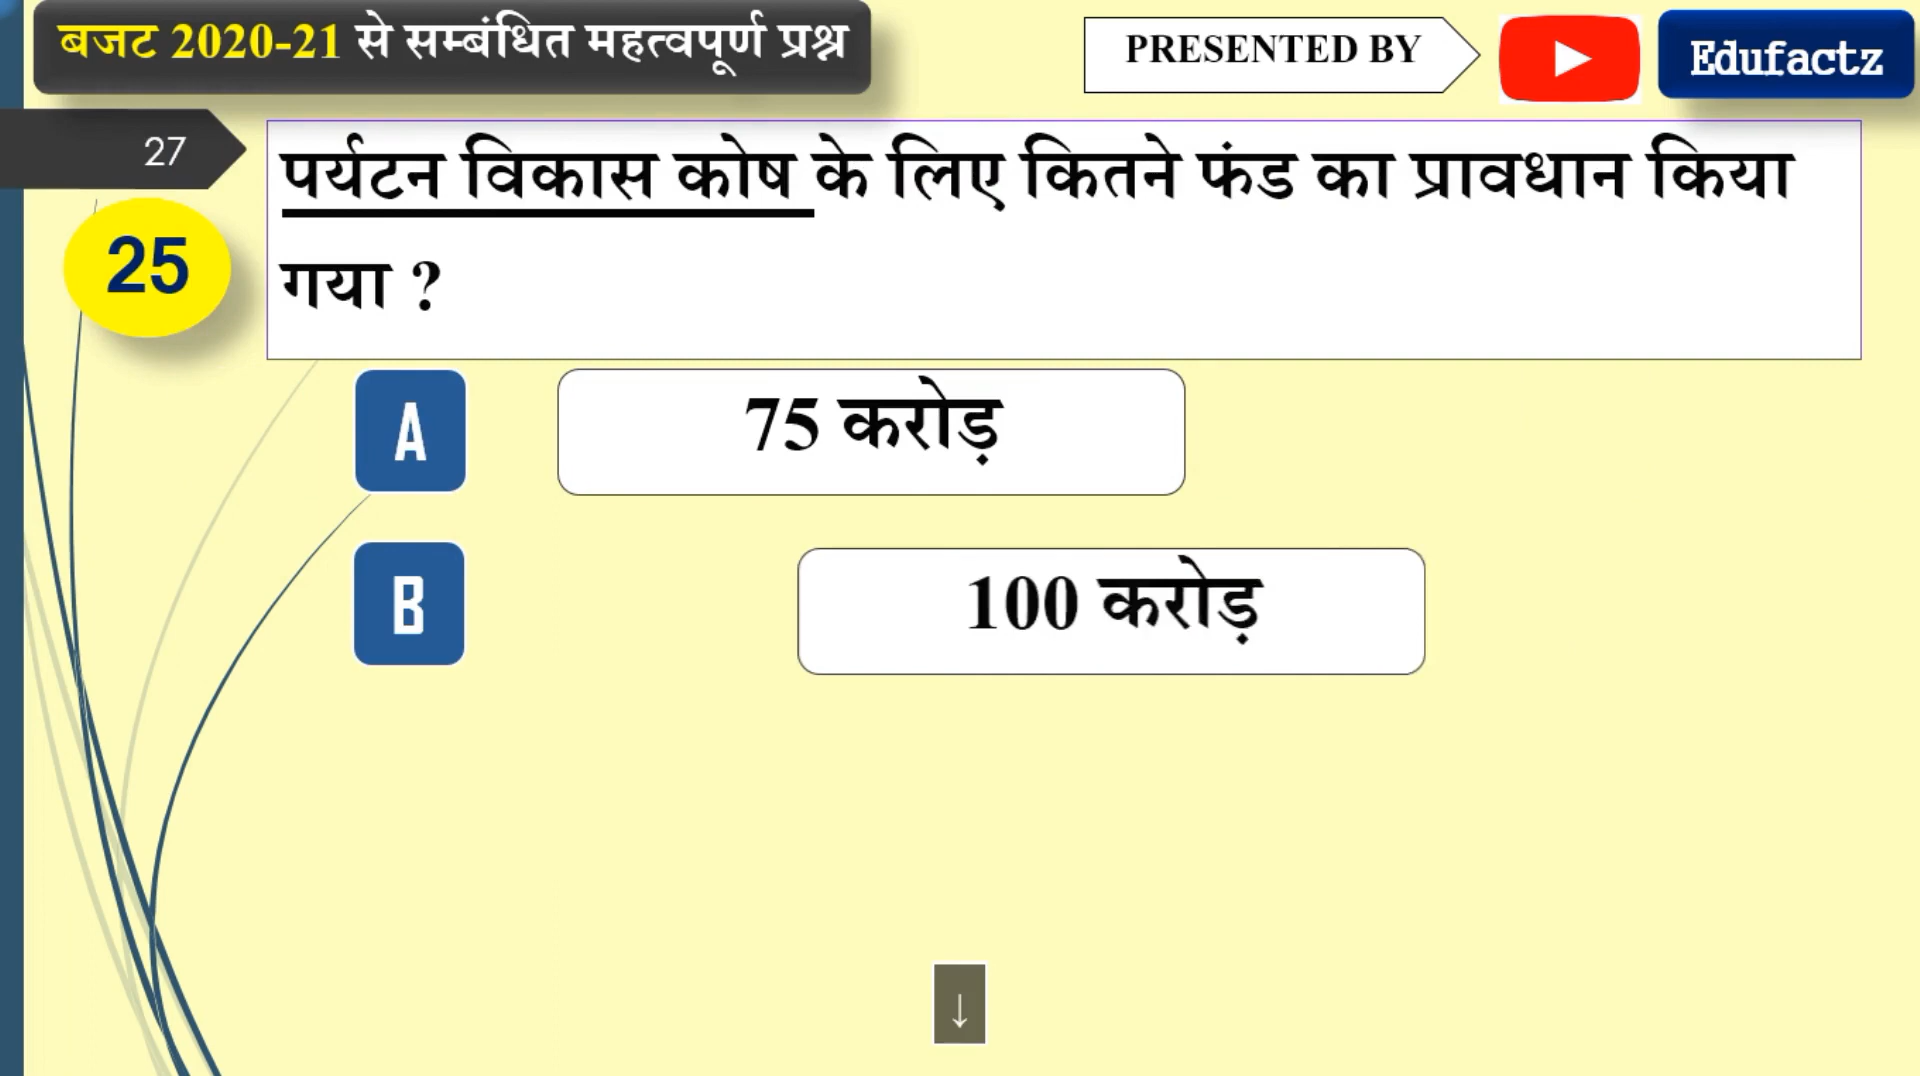 बजट 2020-21 से सम्बंधित महत्वपूर्ण प्रश्न
PRESENTED BY
Edufactz
27
25
पर्यटन विकास कोष के लिए कितने फंड का प्रावधान किया
गया ?
A
75 करोड़
B
100 करोड़
↓